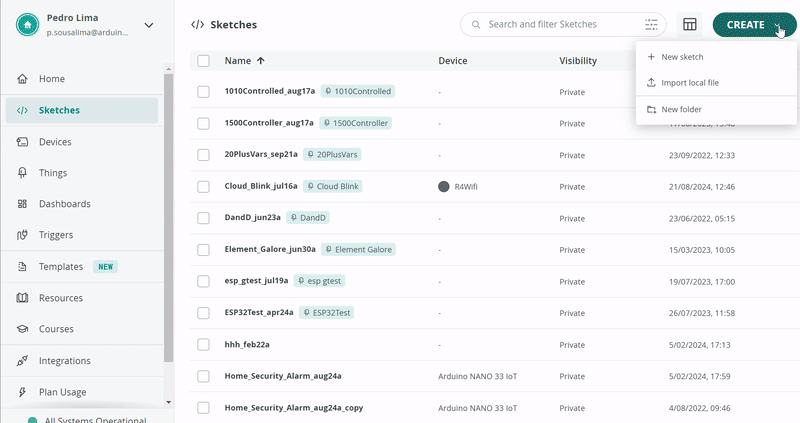 Pedro Lima
p.sousalima@arduin...
Home
Sketches
Devices
Things
Dashboards
Triggers
Templates NEW
Resources
Courses
Integrations
Plan Usage
All Systems Operational
</> Sketches
Search and filter Sketches
CREATE
New sketch
Import local file
New folder
Name Device Visibility
1010Controlled_aug17a 1010Controlled - Private
1500Controller_aug17a 1500Controller - Private
20PlusVars_sep21a 20PlusVars - Private 23/09/2022, 12:33
Cloud_Blink_jul16a Cloud Blink R4Wifi Private 21/08/2024, 12:46
DandD_jun23a DandD - Private 23/06/2022, 05:15
Element_Galore_jun30a Element Galore - Private 15/03/2023, 10:05
esp_gtest_jul19a esp gtest - Private 19/07/2023, 17:00
ESP32Test_apr24a ESP32Test - Private 26/07/2023, 11:58
hhh_feb22a - Private 5/02/2024, 17:13
Home_Security_Alarm_aug24a Arduino NANO 33 IoT Private 5/02/2024, 17:59
Home_Security_Alarm_aug24a_copy Arduino NANO 33 IoT Private 4/08/2022, 09:46